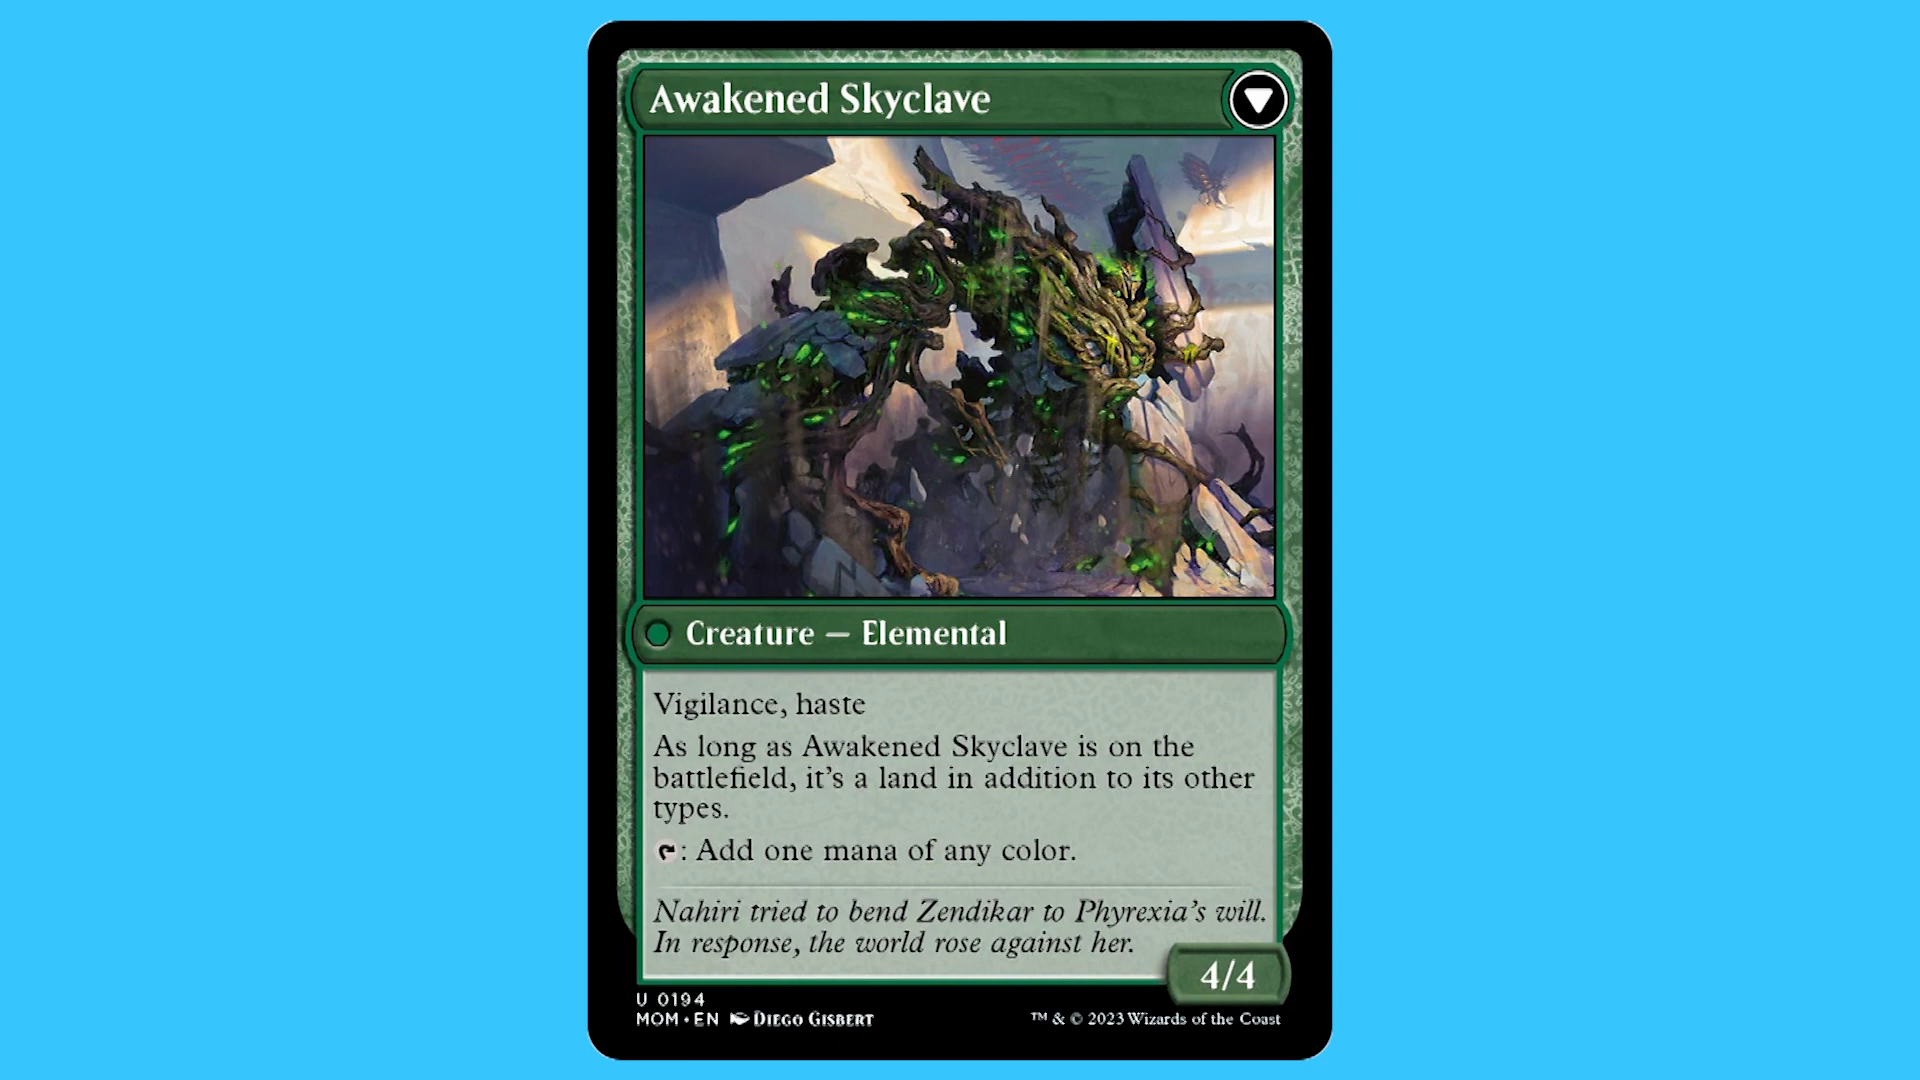 Awakened Skyclave
Creature — Elemental
Vigilance, haste
As long as Awakened Skyclave is on the
battlefield, it's a land in addition to its other
types.
: Add one mana of any color.
Nahiri tried to bend Zendikar to Phyrexia's will.
In response, the world rose against her.
4/4
U 0194
MOM • EN DIEGO GISBERT
™ & © 2023 Wizards of the Coast